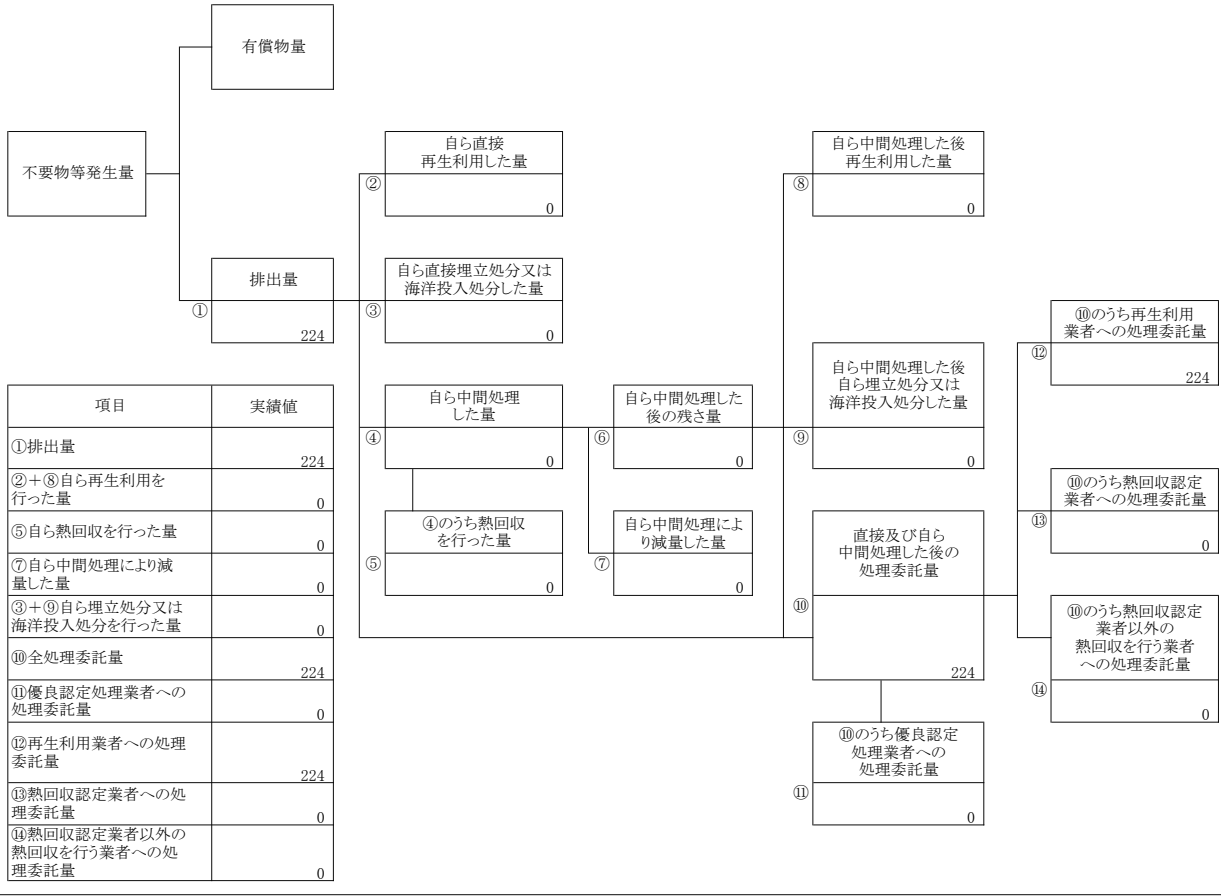 有償物量
不要物等発生量
自ら直接
再生利用した量
②
0
自ら中間処理した後
再生利用した量
⑧
0
排出量
①
224
自ら直接埋立処分又は
海洋投入処分した量
③
0
⑩のうち再生利用
業者への処理委託量
⑫
224
自ら中間処理
した量
④
0
自ら中間処理した
後の残さ量
⑥
0
自ら中間処理した後
自ら埋立処分又は
海洋投入処分した量
⑨
0
⑩のうち熱回収認定
業者への処理委託量
⑬
0
④のうち熱回収
を行った量
⑤
0
自ら中間処理によ
り減量した量
⑦
0
直接及び自ら
中間処理した後の
処理委託量
⑩
224
⑩のうち熱回収認定
業者以外の
熱回収を行う業者
への処理委託量
⑭
0
⑩のうち優良認定
処理業者への
処理委託量
⑪
0
項目 実績値
①排出量
224
②＋⑧自ら再生利用を
行った量 0
⑤自ら熱回収を行った量
0
⑦自ら中間処理により減
量した量 0
③＋⑨自ら埋立処分又は
海洋投入処分を行った量 0
⑩全処理委託量
224
⑪優良認定処理業者への
処理委託量 0
⑫再生利用業者への処理
委託量
224
⑬熱回収認定業者への処
理委託量 0
⑭熱回収認定業者以外の
熱回収を行う業者への処
理委託量 0